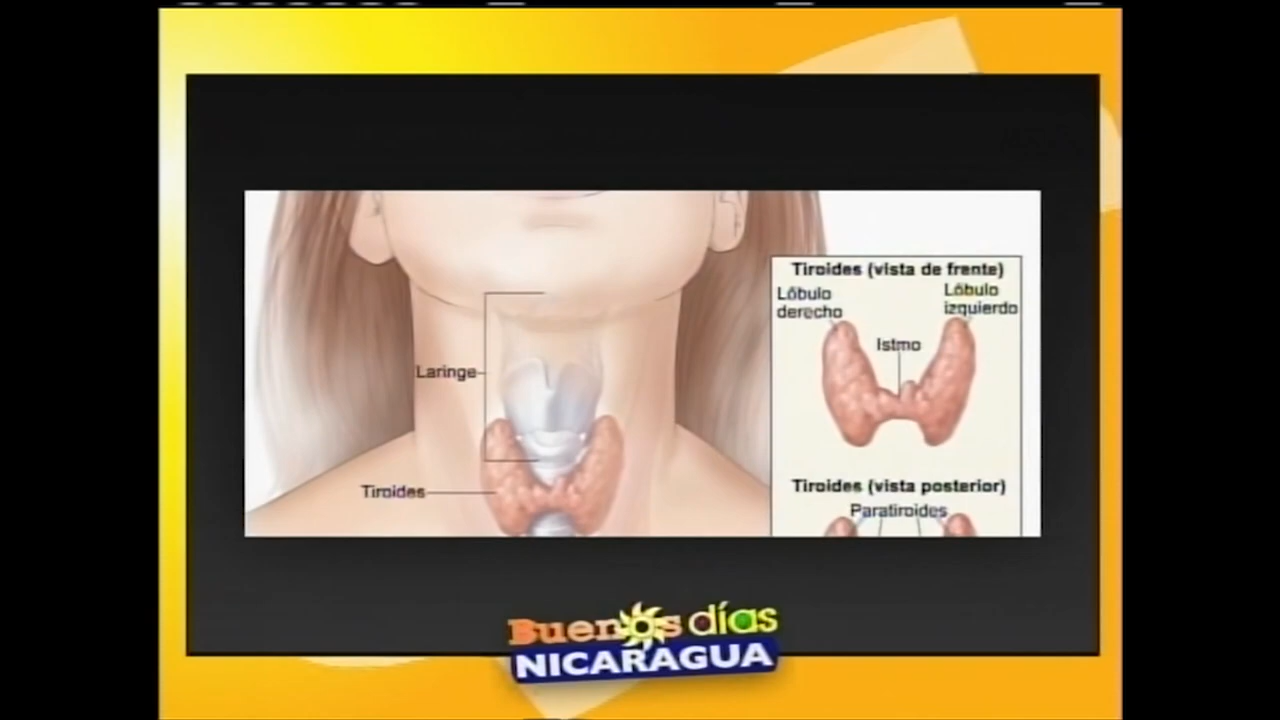 Tiroides (vista de frente)
Lóbulo
derecho
Lóbulo
izquierdo
Istmo
Laringe
Tiroides
Tiroides (vista posterior)
Paratiroides
Buenos días
NICARAGUA